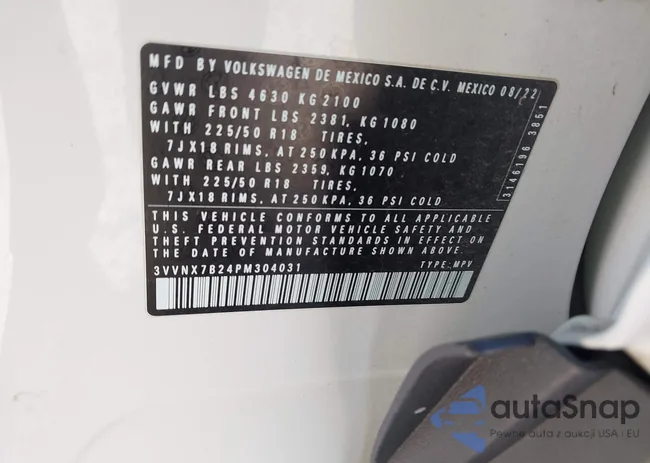 MFD BY VOLKSWAGEN DE MEXICO S.A. DE C.V. MEXICO 08/22
GVWR LBS 4630 KG 2100
GAWR FRONT LBS 2381, KG 1080
WITH 225/50 R18 TIRES,
7JX18 RIMS, AT 250 KPA, 36 PSI COLD
GAWR REAR LBS 2359, KG 1070
WITH 225/50 R18 TIRES,
7JX18 RIMS, AT 250 KPA, 36 PSI COLD
THIS VEHICLE CONFORMS TO ALL APPLICABLE
U.S. FEDERAL MOTOR VEHICLE SAFETY AND
THEFT PREVENTION STANDARDS IN EFFECT ON
THE DATE OF MANUFACTURE SHOWN ABOVE.
3VVNX7B24PM304031 TYPE: MPV
3146196 3851
autaSnap
Pewne auta z aukcji USA i EU